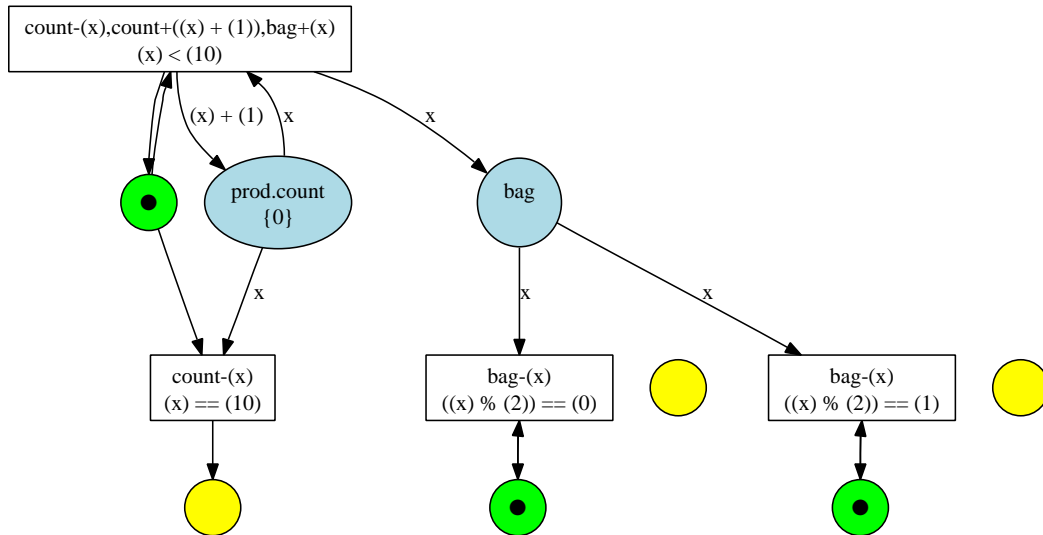 count-(x),count+((x) + (1)),bag+(x)
(x) < (10)
(x) + (1)
x
x
prod.count
{0}
bag
x
x
x
count-(x)
(x) == (10)
bag-(x)
((x) % (2)) == (0)
bag-(x)
((x) % (2)) == (1)